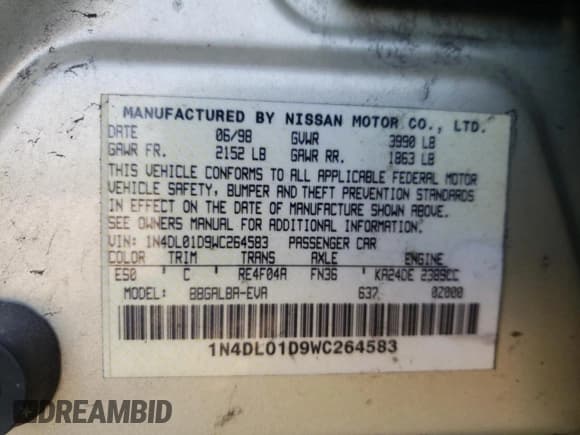 MANUFACTURED BY NISSAN MOTOR CO., LTD.
DATE 06/98 GVWR 3990 LB
GAWR FR. 2152 LB GAWR RR. 1863 LB
THIS VEHICLE CONFORMS TO ALL APPLICABLE FEDERAL MOTOR
VEHICLE SAFETY, BUMPER AND THEFT PREVENTION STANDARDS
IN EFFECT ON THE DATE OF MANUFACTURE SHOWN ABOVE.
SEE OWNERS MANUAL FOR ADDITIONAL INFORMATION.
VIN: 1N4DL01D9WC264583 PASSENGER CAR
COLOR TRIM TRANS AXLE ENGINE
ES0 C RE4F04A FN36 KA24DE 2389CC
MODEL: BBGALBA-EVA 637 0Z000
1N4DL01D9WC264583
DREAMBID